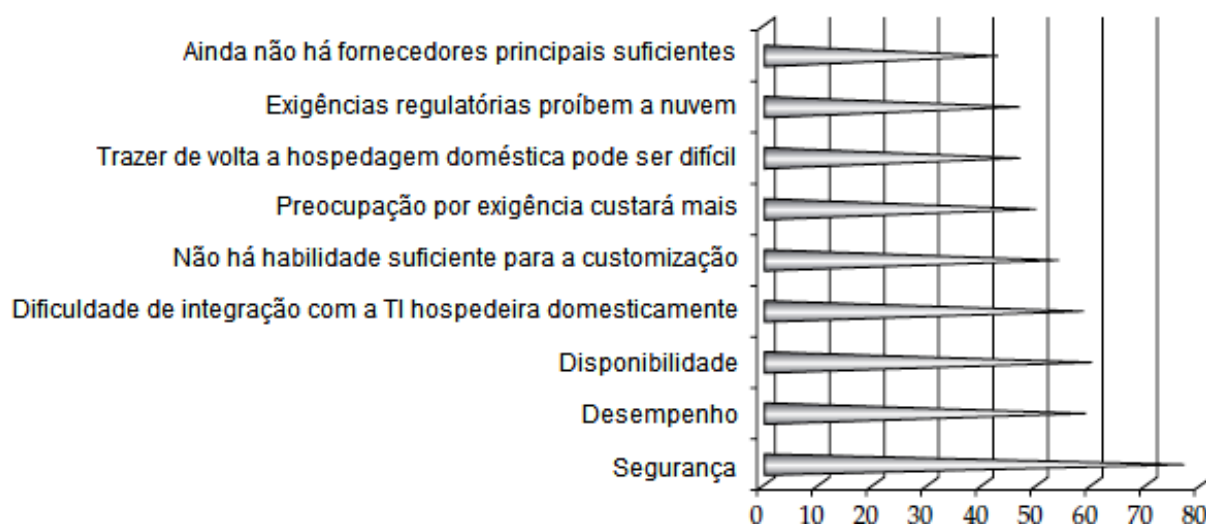 Ainda não há fornecedores principais suficientes
Exigências regulatórias proíbem a nuvem
Trazer de volta a hospedagem doméstica pode ser difícil
Preocupação por exigência custará mais
Não há habilidade suficiente para a customização
Dificuldade de integração com a TI hospedeira domesticamente
Disponibilidade
Desempenho
Segurança
0 10 20 30 40 50 60 70 80